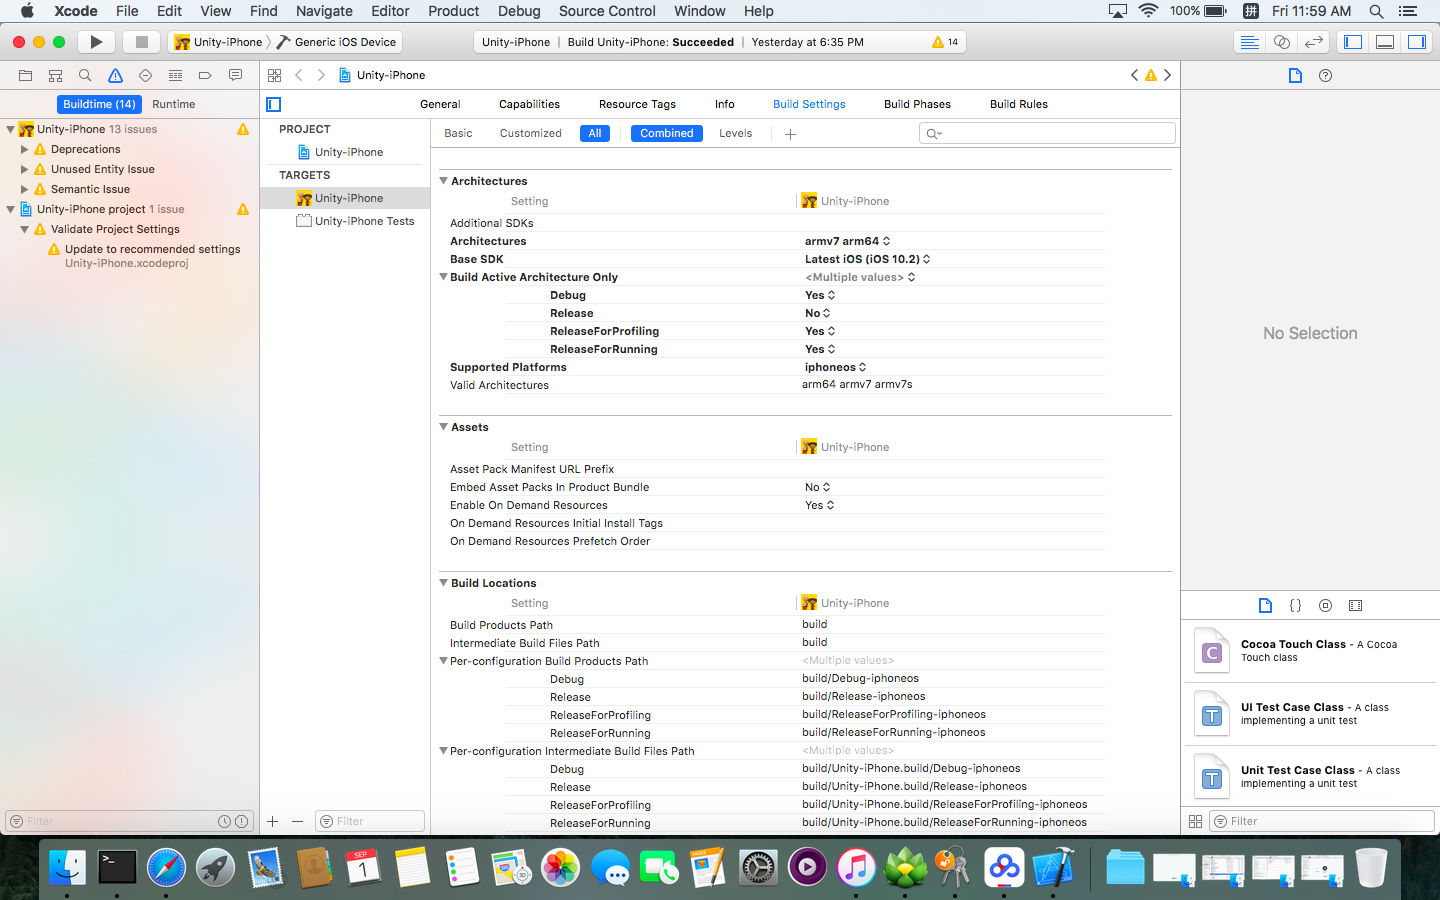 Xcode File Edit View Find Navigate Editor Product Debug Source Control Window Help 100% 拼 Fri 11:59 AM
Unity-iPhone Generic iOS Device Unity-iPhone | Build Unity-iPhone: Succeeded | Yesterday at 6:35 PM 14
Unity-iPhone
Buildtime (14) Runtime
General Capabilities Resource Tags Info Build Settings Build Phases Build Rules
Basic Customized All Combined Levels
Unity-iPhone 13 issues
Deprecations
Unused Entity Issue
Semantic Issue
Unity-iPhone project 1 issue
Validate Project Settings
Update to recommended settings
Unity-iPhone.xcodeproj
Filter
PROJECT
Unity-iPhone
TARGETS
Unity-iPhone
Unity-iPhone Tests
Filter
Architectures
Setting Unity-iPhone
Additional SDKs
Architectures armv7 arm64
Base SDK Latest iOS (iOS 10.2)
Build Active Architecture Only <Multiple values>
Debug Yes
Release No
ReleaseForProfiling Yes
ReleaseForRunning Yes
Supported Platforms iphoneos
Valid Architectures arm64 armv7 armv7s
Assets
Setting Unity-iPhone
Asset Pack Manifest URL Prefix
Embed Asset Packs In Product Bundle No
Enable On Demand Resources Yes
On Demand Resources Initial Install Tags
On Demand Resources Prefetch Order
Build Locations
Setting Unity-iPhone
Build Products Path build
Intermediate Build Files Path build
Per-configuration Build Products Path <Multiple values>
Debug build/Debug-iphoneos
Release build/Release-iphoneos
ReleaseForProfiling build/ReleaseForProfiling-iphoneos
ReleaseForRunning build/ReleaseForRunning-iphoneos
Per-configuration Intermediate Build Files Path <Multiple values>
Debug build/Unity-iPhone.build/Debug-iphoneos
Release build/Unity-iPhone.build/Release-iphoneos
ReleaseForProfiling build/Unity-iPhone.build/ReleaseForProfiling-iphoneos
ReleaseForRunning build/Unity-iPhone.build/ReleaseForRunning-iphoneos
No Selection
C
Cocoa Touch Class - A Cocoa
Touch class
T
UI Test Case Class - A class
implementing a unit test
T
Unit Test Case Class - A class
implementing a unit test
Filter
SEP
1